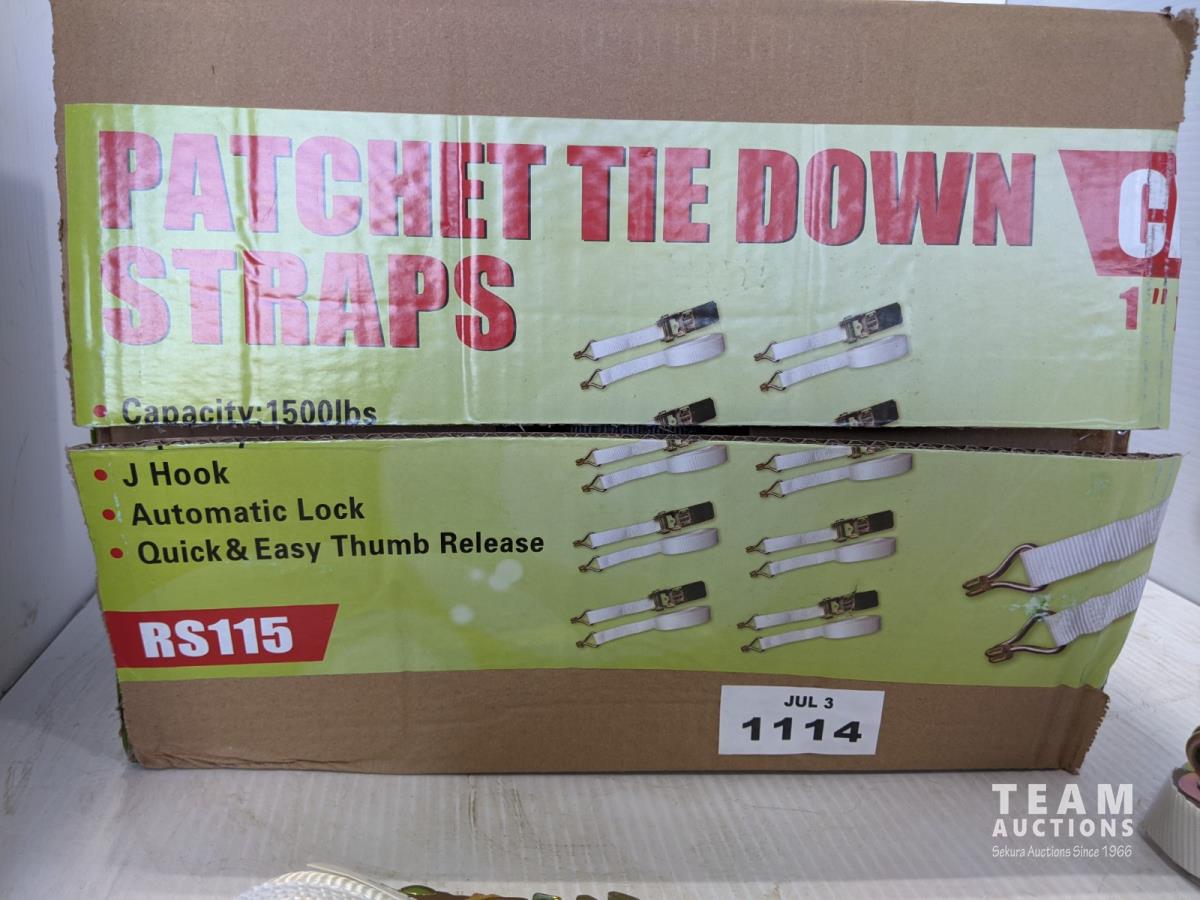 PATCHET TIE DOWN
STRAPS
1"
• Capacity:1500lbs
• J Hook
• Automatic Lock
• Quick & Easy Thumb Release
RS115
JUL 3
1114
TEAM
AUCTIONS
Sekura Auctions Since 1966